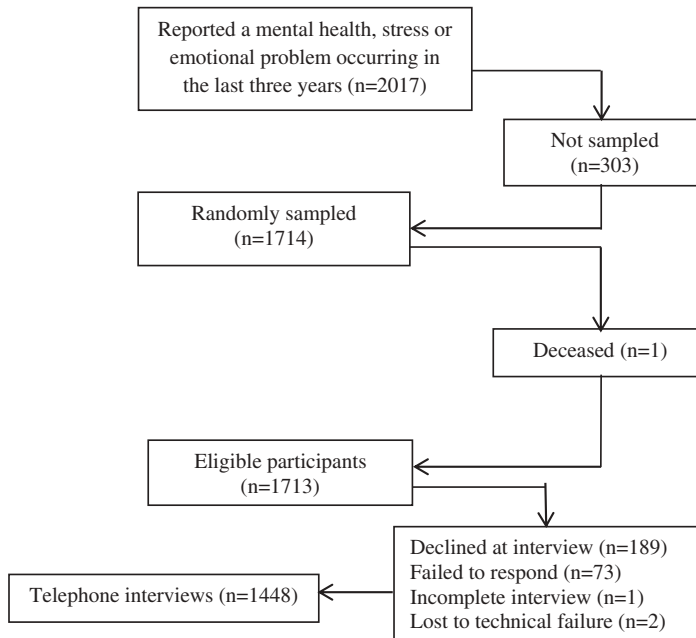 Reported a mental health, stress or
emotional problem occurring in
the last three years (n=2017)
Not sampled
(n=303)
Randomly sampled
(n=1714)
Deceased (n=1)
Eligible participants
(n=1713)
Declined at interview (n=189)
Failed to respond (n=73)
Incomplete interview (n=1)
Lost to technical failure (n=2)
Telephone interviews (n=1448)